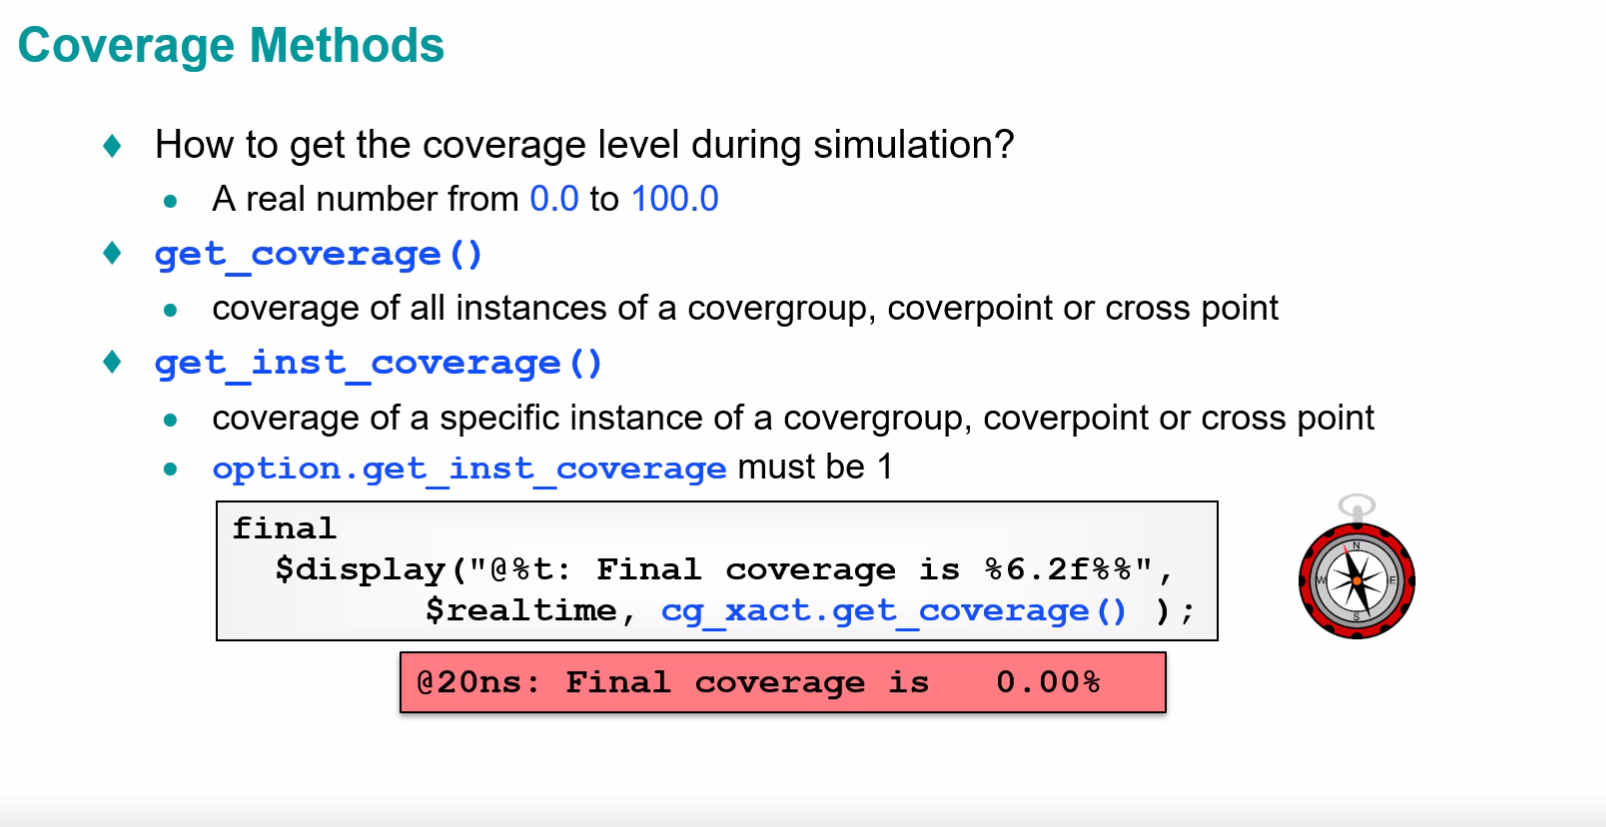 Coverage Methods
How to get the coverage level during simulation?
A real number from 0.0 to 100.0
get_coverage()
coverage of all instances of a covergroup, coverpoint or cross point
get_inst_coverage()
coverage of a specific instance of a covergroup, coverpoint or cross point
option.get_inst_coverage must be 1
final
$display("@%t: Final coverage is %6.2f%%",
$realtime, cg_xact.get_coverage() );
N
W E
S
@20ns: Final coverage is 0.00%